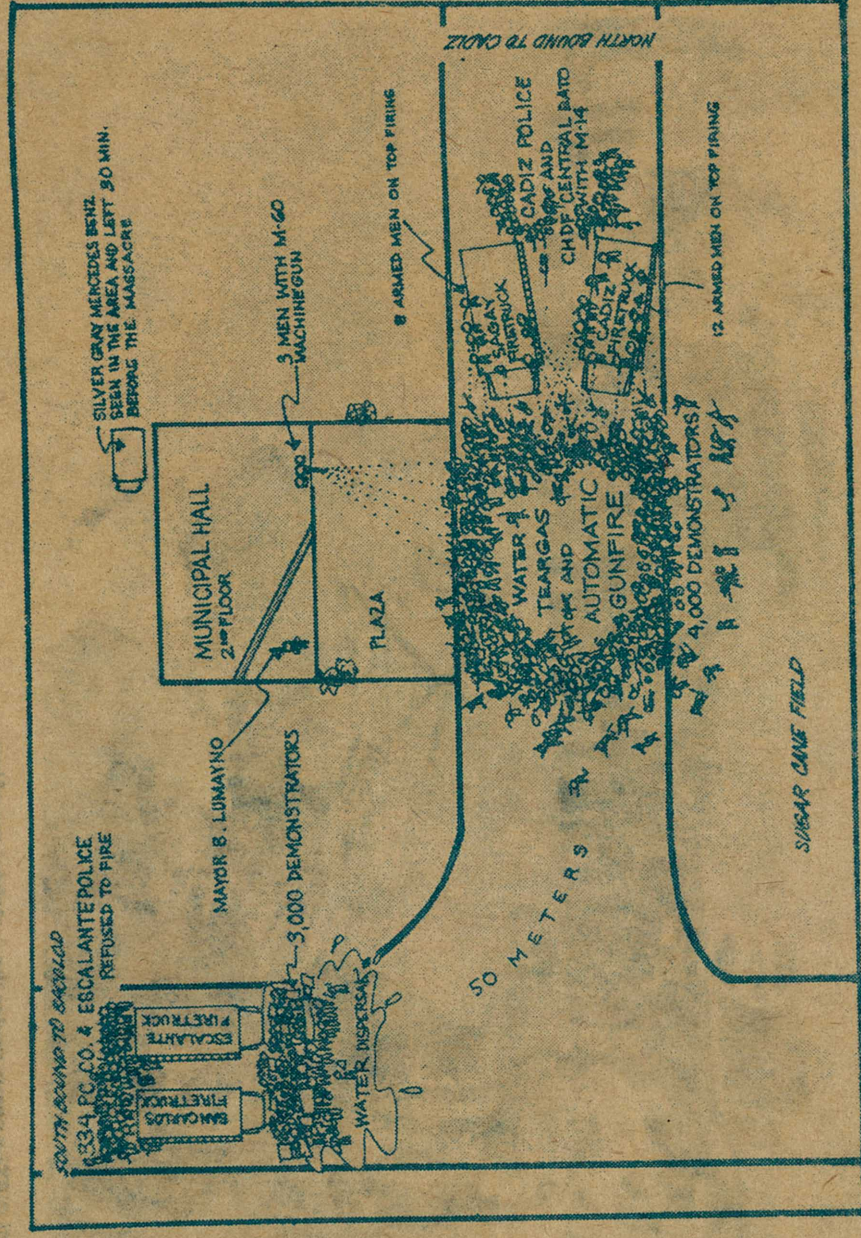 SOUTH BOUND TO BACOLOD
334 PC. CO. & ESCALANTE POLICE
REFUSED TO FIRE
SAN CARLOS
FIRETRUCK
ESCALANTE
FIRETRUCK
3,000 DEMONSTRATORS
WATER DISPERSAL
MAYOR B. LUMAYNO
MUNICIPAL HALL
2ND FLOOR
PLAZA
SILVER GRAY MERCEDES BENZ
SEEN IN THE AREA AND LEFT 30 MIN.
BEFORE THE MASSACRE
3 MEN WITH M-60
MACHINEGUN
8 ARMED MEN ON TOP FIRING
NORTH BOUND TO CADIZ
CADIZ POLICE
AND
CHDF CENTRAL BATO
WITH M-14
SAGAY
FIRETRUCK
CADIZ
FIRETRUCK
12 ARMED MEN ON TOP FIRING
WATER
TEARGAS
AND
AUTOMATIC
GUNFIRE
4,000 DEMONSTRATORS
50 METERS
SUGAR CANE FIELD